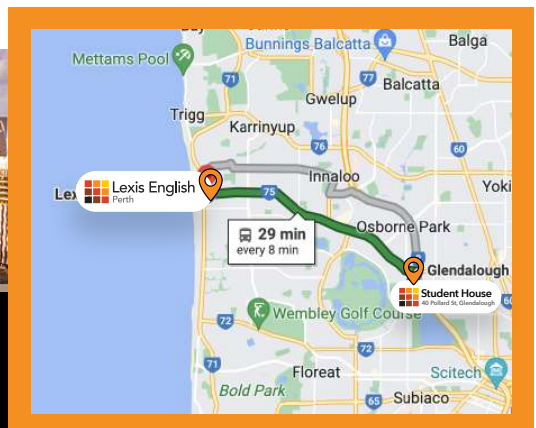 Bunnings Balcatta
Balga
Mettams Pool
71
77
Balcatta
Gwelup
Trigg
Karrinyup
76
60
Innaloo
Lexis English
Perth
75
29 min
every 8 min
Osborne Park
Glendalough
Student House
40 Pollard St, Glendalough
Wembley Golf Course
72
72
Floreat
Scitech
Bold Park
65
Subiaco